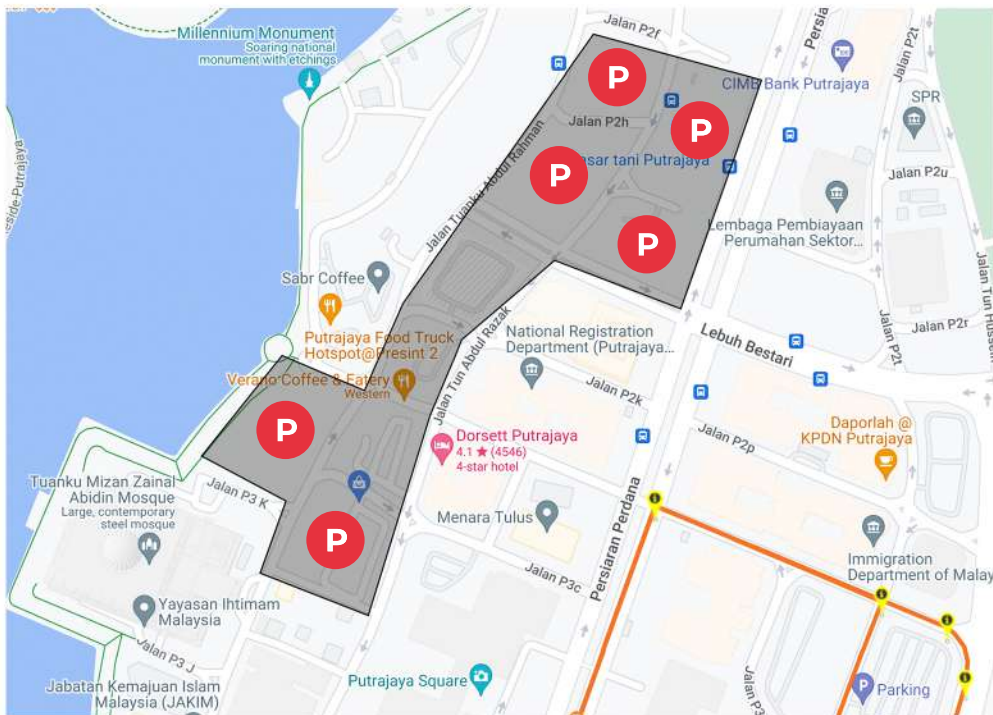 Millennium Monument
Soaring national
monument with etchings
Jalan P2f
CIMB Bank Putrajaya
Jalan P2t
SPR
P
P
P
P
Jalan P2h
asar tani Putrajaya
Jalan Tuanku Abdul Rahman
Jalan P2u
Lembaga Pembiayaan
Perumahan Sektor...
Sabr Coffee
Putrajaya Food Truck
Hotspot@Presint 2
Verano Coffee & Eatery
Western
Jalan Tun Abdul Razak
National Registration
Department (Putrajaya...
Lebuh Bestari
Jalan P2r
Jalan P2t
Jalan P2k
Jalan P2p
P
Dorsett Putrajaya
4.1 ★ (4546)
4-star hotel
Daporlah @
KPDN Putrajaya
Tuanku Mizan Zainal
Abidin Mosque
Large, contemporary
steel mosque
Jalan P3 K
P
Menara Tulus
Persiaran Perdana
Immigration
Department of Malay
Jalan P3c
Yayasan Ihtimam
Malaysia
Jalan P3 J
Jabatan Kemajuan Islam
Malaysia (JAKIM)
Putrajaya Square
P
Parking